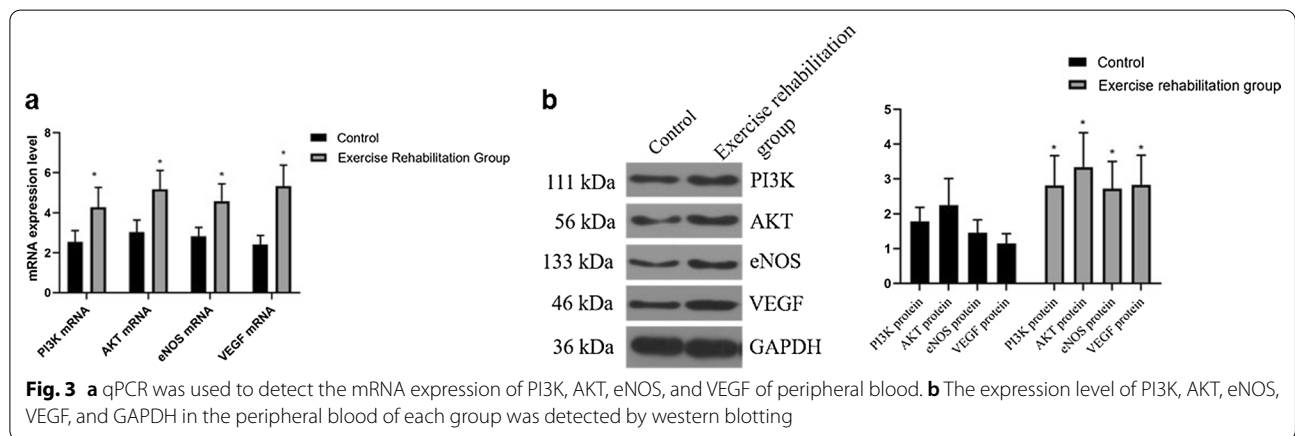 a
Control
Exercise Rehabilitation Group
8
6
4
2
0
mRNA expression level
* * * *
PI3K mRNA
AKT mRNA
eNOS mRNA
VEGF mRNA
b
Control
Exercise rehabilitation
group
111 kDa PI3K
56 kDa AKT
133 kDa eNOS
46 kDa VEGF
36 kDa GAPDH
Control
Exercise rehabilitation group
5
4
3
2
1
0
* * * *
PI3K protein
AKT protein
eNOS protein
VEGF protein
PI3K protein
AKT protein
eNOS protein
VEGF protein
Fig. 3 a qPCR was used to detect the mRNA expression of PI3K, AKT, eNOS, and VEGF of peripheral blood. b The expression level of PI3K, AKT, eNOS,
VEGF, and GAPDH in the peripheral blood of each group was detected by western blotting